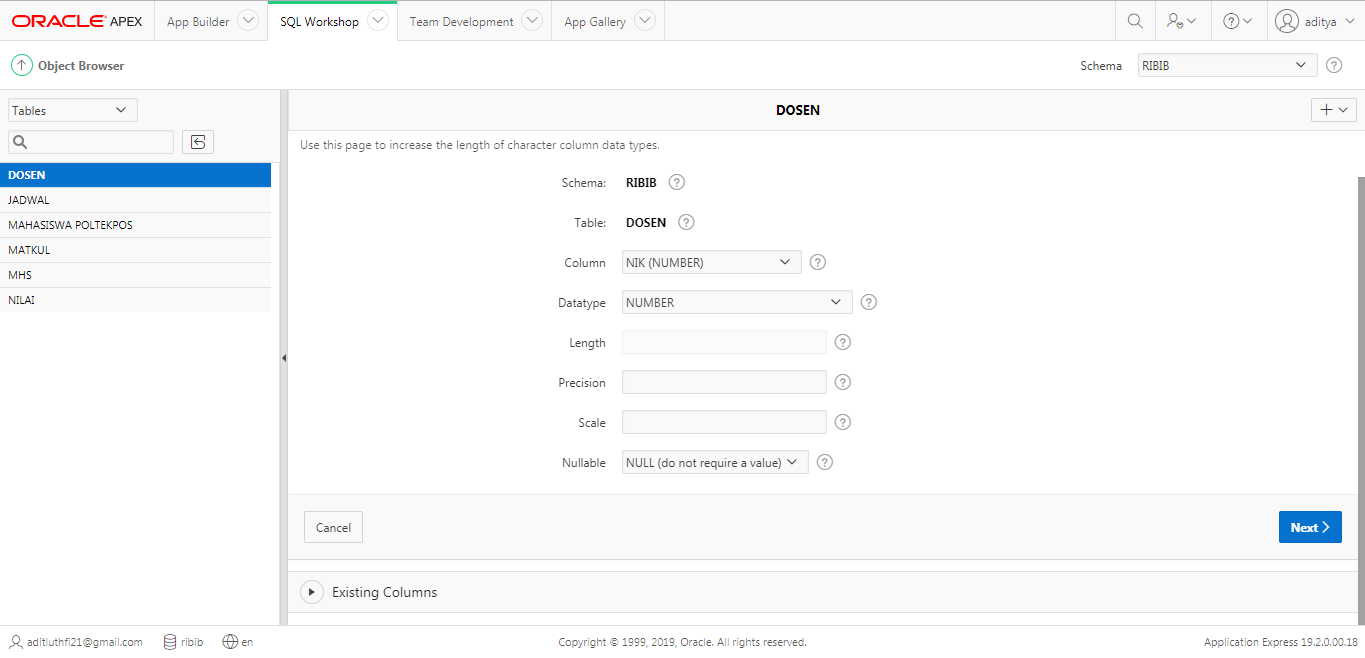 ORACLE APEX App Builder SQL Workshop Team Development App Gallery aditya
Object Browser Schema RIBIB
Tables
DOSEN
JADWAL
MAHASISWA POLTEKPOS
MATKUL
MHS
NILAI
DOSEN
Use this page to increase the length of character column data types.
Schema: RIBIB
Table: DOSEN
Column NIK (NUMBER)
Datatype NUMBER
Length
Precision
Scale
Nullable NULL (do not require a value)
Cancel Next
Existing Columns
aditluthfi21@gmail.com ribib en Copyright © 1999, 2019, Oracle. All rights reserved. Application Express 19.2.0.00.18